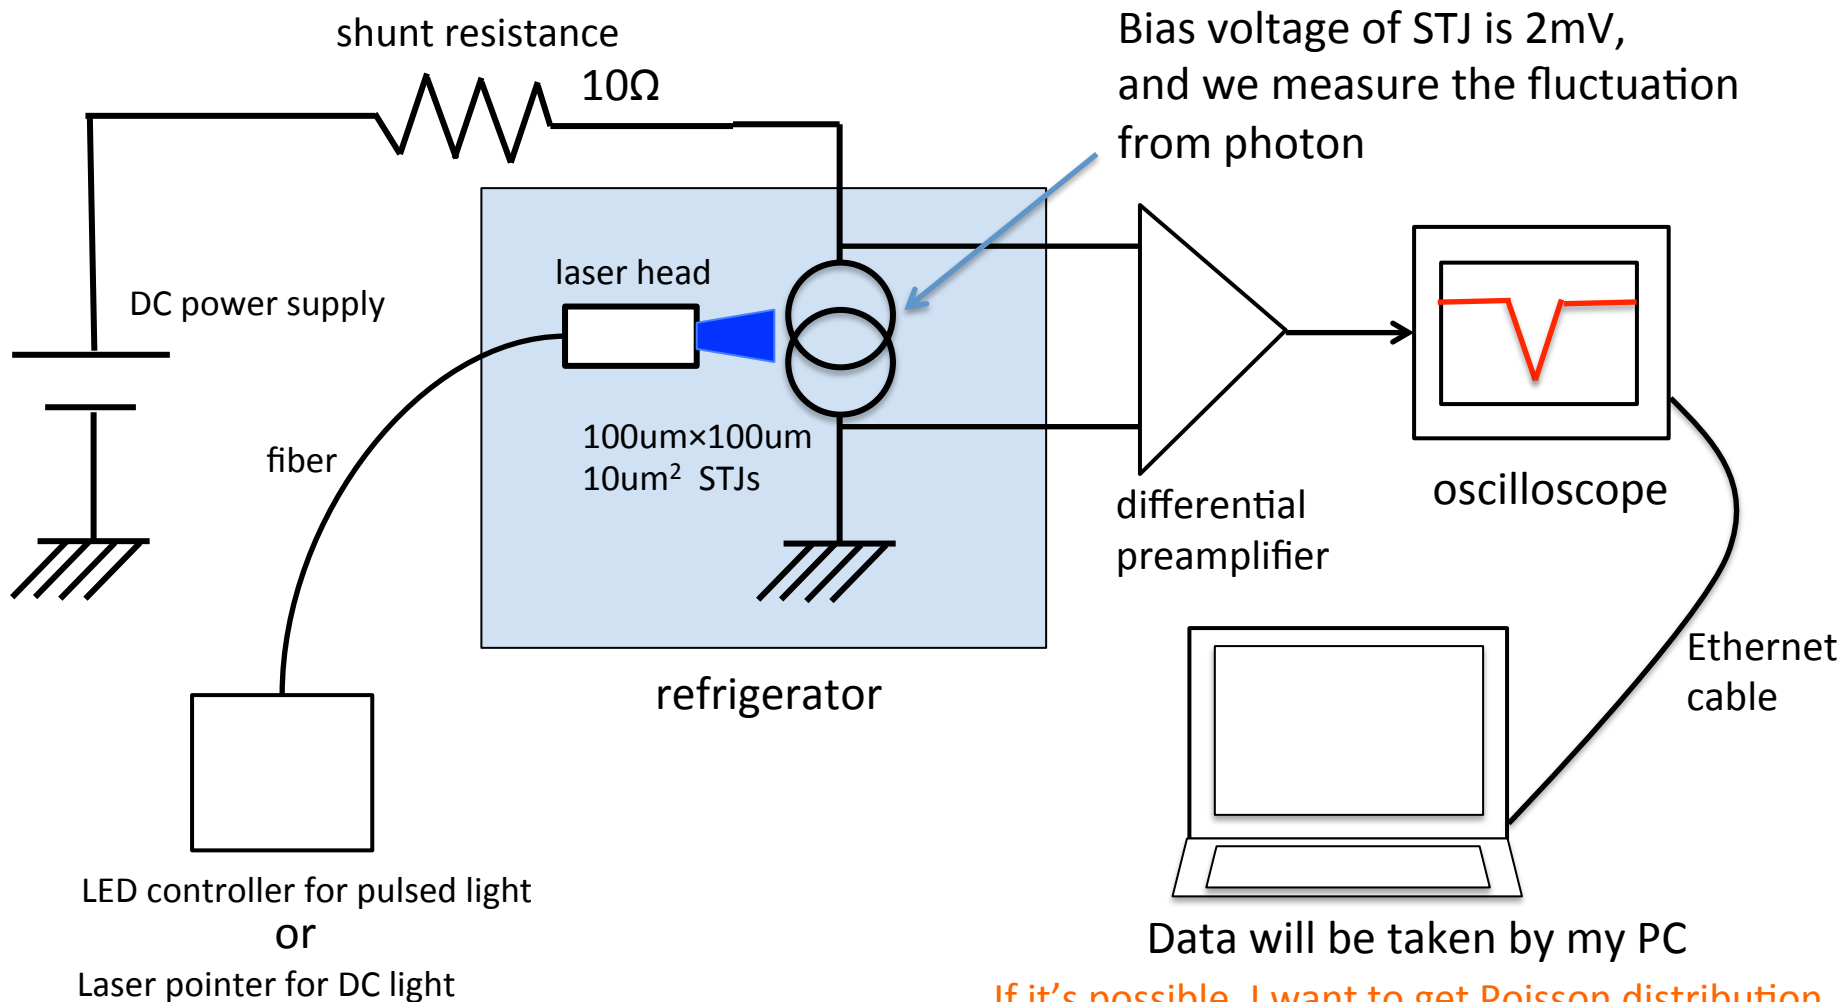 shunt resistance
10Ω
Bias voltage of STJ is 2mV,
and we measure the fluctuation
from photon
DC power supply
laser head
fiber
100um×100um
10um² STJs
differential
preamplifier
oscilloscope
refrigerator
Ethernet
cable
LED controller for pulsed light
or
Laser pointer for DC light
Data will be taken by my PC
If it's possible, I want to get Poisson distribution